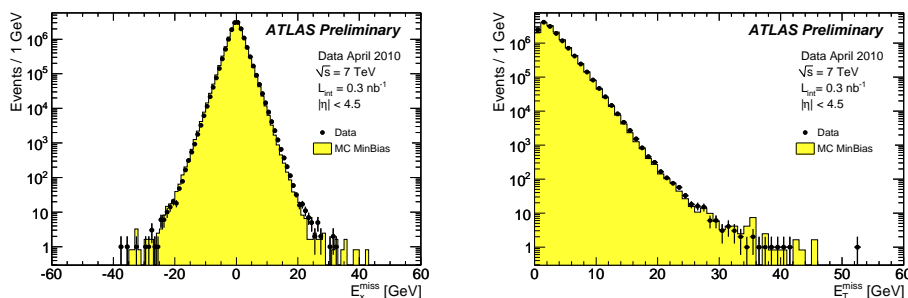 Events / 1 GeV
10⁶
10⁵
10⁴
10³
10²
10
1
ATLAS Preliminary
Data April 2010
√s = 7 TeV
L_int = 0.3 nb⁻¹
|η| < 4.5
Data
MC MinBias
-60 -40 -20 0 20 40 60
E_x^miss [GeV]
Events / 1 GeV
10⁶
10⁵
10⁴
10³
10²
10
1
ATLAS Preliminary
Data April 2010
√s = 7 TeV
L_int = 0.3 nb⁻¹
|η| < 4.5
Data
MC MinBias
0 10 20 30 40 50 60
E_T^miss [GeV]